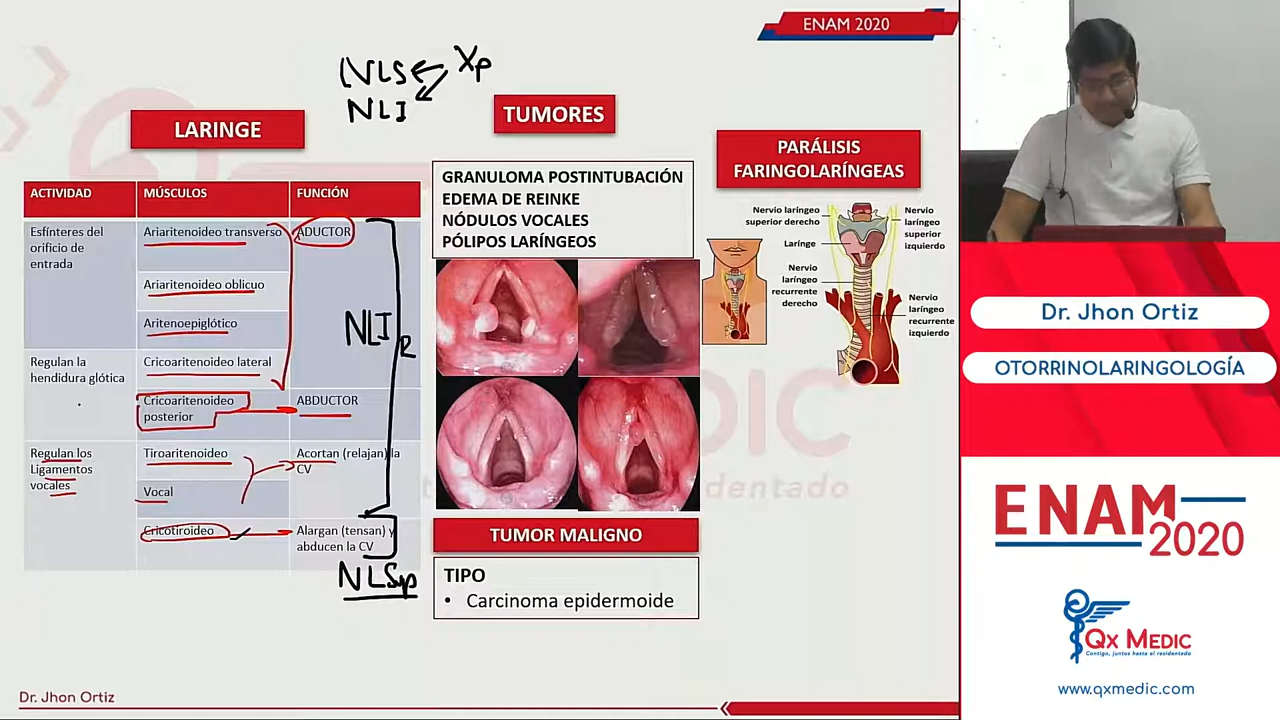 ENAM 2020
NLS Xp
NLI
LARINGE
ACTIVIDAD MÚSCULOS FUNCIÓN
Esfínteres del orificio de entrada
Ariaritenoideo transverso
ADUCTOR
Ariaritenoideo oblicuo
Aritenoepiglótico
Regulan la hendidura glótica
Cricoaritenoideo lateral
Cricoaritenoideo posterior
ABDUCTOR
Regulan los Ligamentos vocales
Tiroaritenoideo
Acortan (relajan) la CV
Vocal
Cricotiroideo
Alargan (tensan) y abducen la CV
NLI R
NLSup
TUMORES
GRANULOMA POSTINTUBACIÓN
EDEMA DE REINKE
NÓDULOS VOCALES
PÓLIPOS LARÍNGEOS
TUMOR MALIGNO
TIPO
• Carcinoma epidermoide
PARÁLISIS
FARINGOLARÍNGEAS
Nervio laríngeo
superior derecho
Laringe
Nervio
laríngeo
recurrente
derecho
Nervio
laríngeo
superior
izquierdo
Nervio
laríngeo
recurrente
izquierdo
Dr. Jhon Ortiz
Dr. Jhon Ortiz
OTORRINOLARINGOLOGÍA
ENAM
2020
QX MEDIC
Contigo, juntos hasta el residentado
www.qxmedic.com